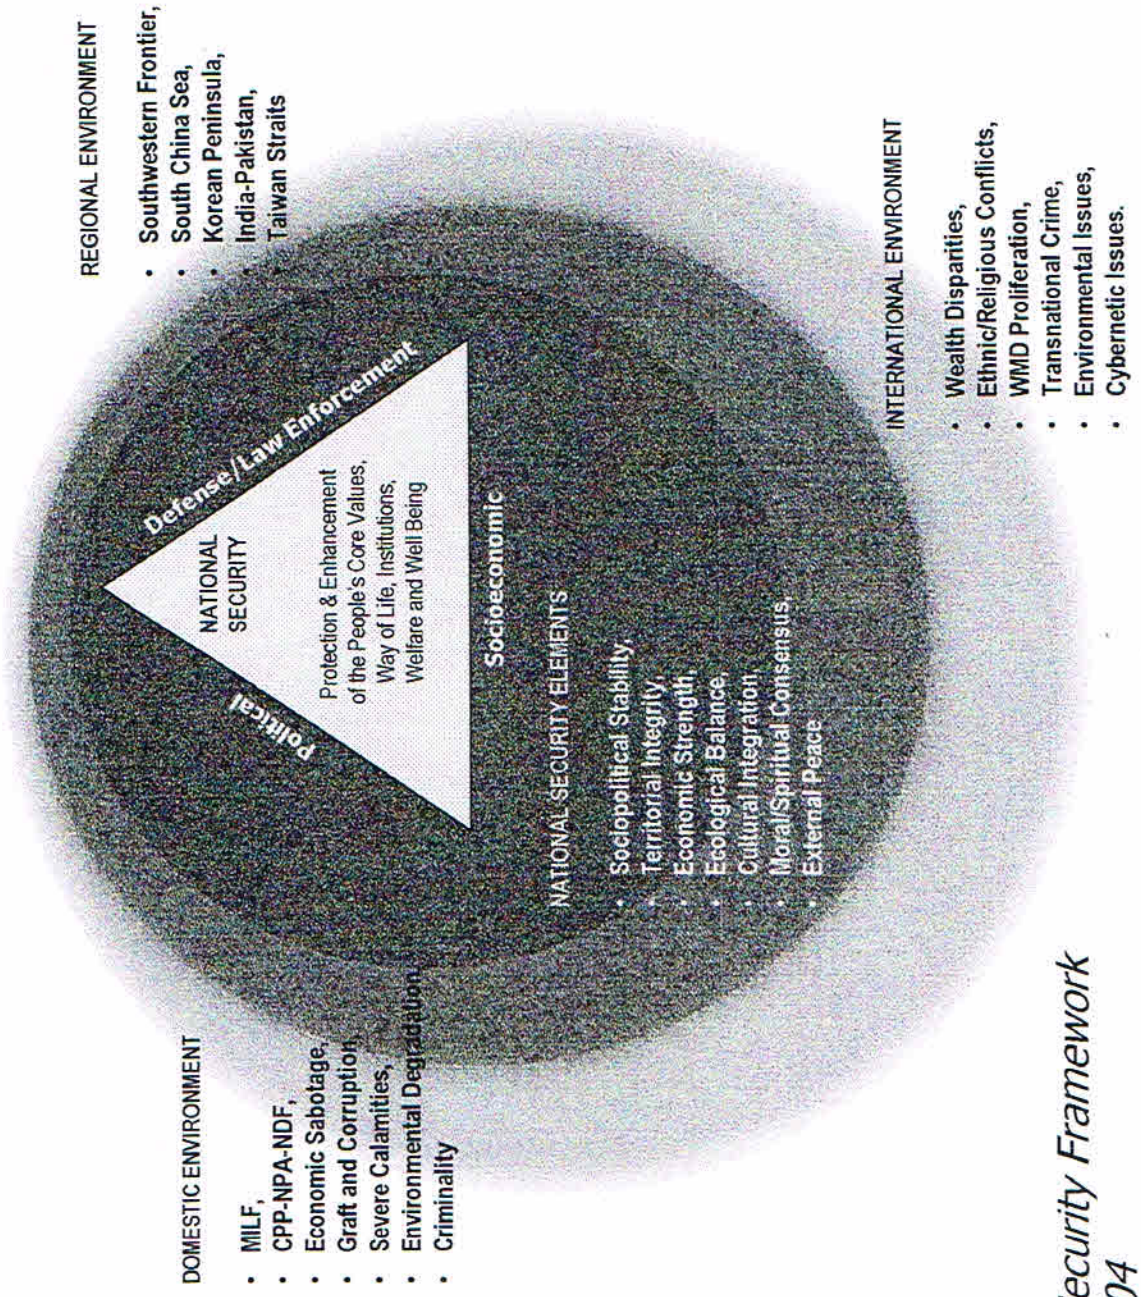 DOMESTIC ENVIRONMENT
• MILF,
• CPP-NPA-NDF,
• Economic Sabotage,
• Graft and Corruption,
• Severe Calamities,
• Environmental Degradation,
• Criminality
REGIONAL ENVIRONMENT
• Southwestern Frontier,
• South China Sea,
• Korean Peninsula,
• India-Pakistan,
• Taiwan Straits
Political
Defense/Law Enforcement
NATIONAL
SECURITY
Protection & Enhancement
of the People's Core Values,
Way of Life, Institutions,
Welfare and Well Being
Socioeconomic
NATIONAL SECURITY ELEMENTS
• Sociopolitical Stability,
• Territorial Integrity,
• Economic Strength,
• Ecological Balance,
• Cultural Integration,
• Moral/Spiritual Consensus,
• External Peace
INTERNATIONAL ENVIRONMENT
• Wealth Disparities,
• Ethnic/Religious Conflicts,
• WMD Proliferation,
• Transnational Crime,
• Environmental Issues,
• Cybernetic Issues.
ecurity Framework
04